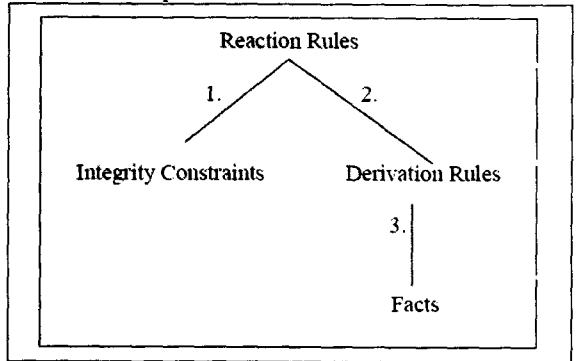 Reaction Rules
1. 2.
Integrity Constraints Derivation Rules
3.
Facts